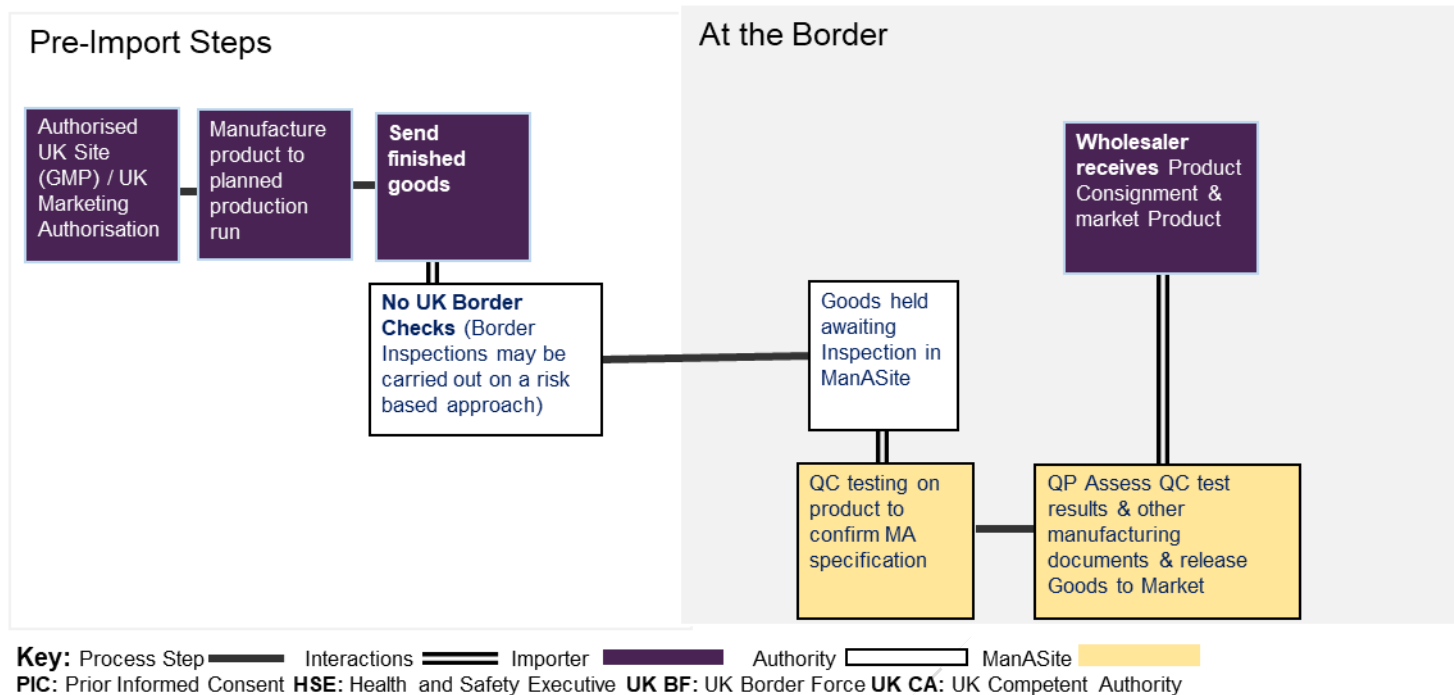 Pre-Import Steps
At the Border
Authorised
UK Site
(GMP) / UK
Marketing
Authorisation
Manufacture
product to
planned
production
run
Send
finished
goods
No UK Border
Checks (Border
Inspections may be
carried out on a risk
based approach)
Goods held
awaiting
Inspection in
ManASite
QC testing on
product to
confirm MA
specification
QP Assess QC test
results & other
manufacturing
documents & release
Goods to Market
Wholesaler
receives Product
Consignment &
market Product
Key: Process Step Interactions Importer Authority ManASite
PIC: Prior Informed Consent HSE: Health and Safety Executive UK BF: UK Border Force UK CA: UK Competent Authority